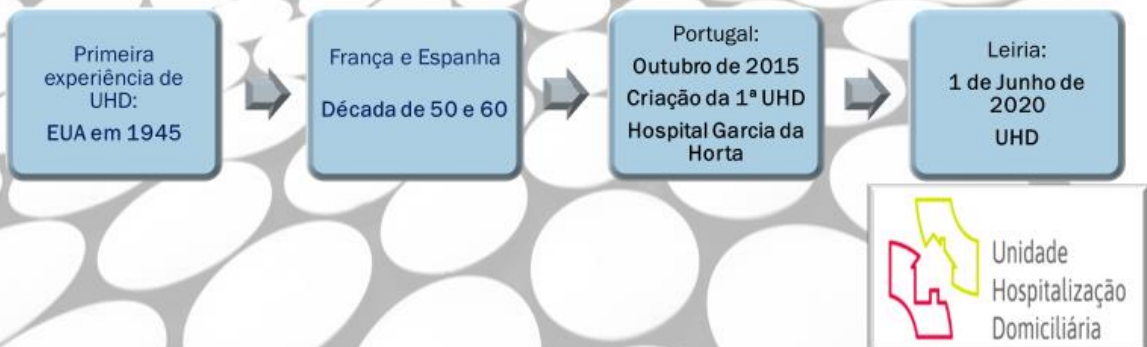 Primeira
experiência de
UHD:
EUA em 1945
França e Espanha
Década de 50 e 60
Portugal:
Outubro de 2015
Criação da 1ª UHD
Hospital Garcia da
Horta
Leiria:
1 de Junho de
2020
UHD
Unidade
Hospitalização
Domiciliária